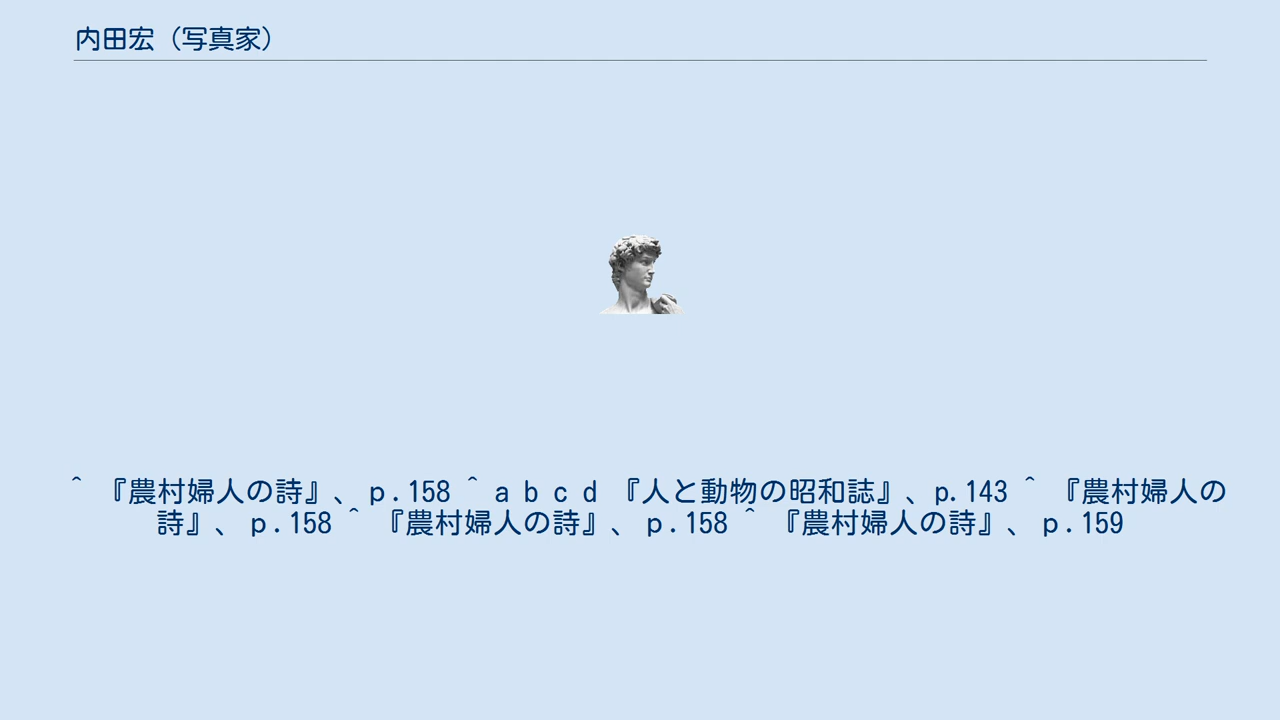 内田宏（写真家）
^ 『農村婦人の詩』、ｐ.158 ^ a b c d 『人と動物の昭和誌』、p.143 ^ 『農村婦人の
詩』、ｐ.158 ^ 『農村婦人の詩』、ｐ.158 ^ 『農村婦人の詩』、ｐ.159